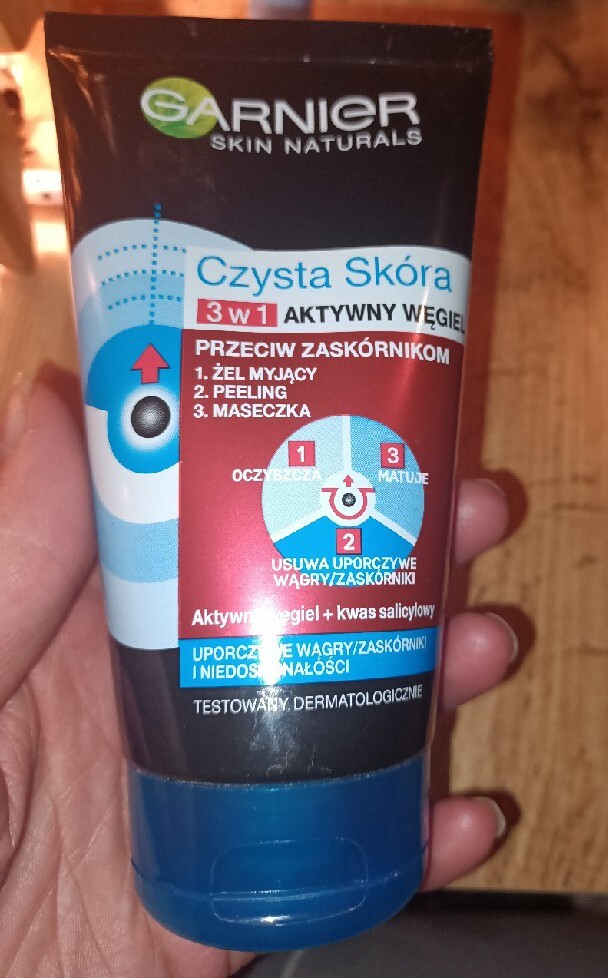 GARNIER
SKIN NATURALS
Czysta Skóra
3 w 1 AKTYWNY WĘGIEL
PRZECIW ZASKÓRNIKOM
1. ŻEL MYJĄCY
2. PEELING
3. MASECZKA
1
OCZYSZCZA
3
MATUJE
2
USUWA UPORCZYWE
WĄGRY/ZASKÓRNIKI
Aktywny węgiel + kwas salicylowy
UPORCZYWE WĄGRY/ZASKÓRNIKI
I NIEDOSKONAŁOŚCI
TESTOWANY DERMATOLOGICZNIE